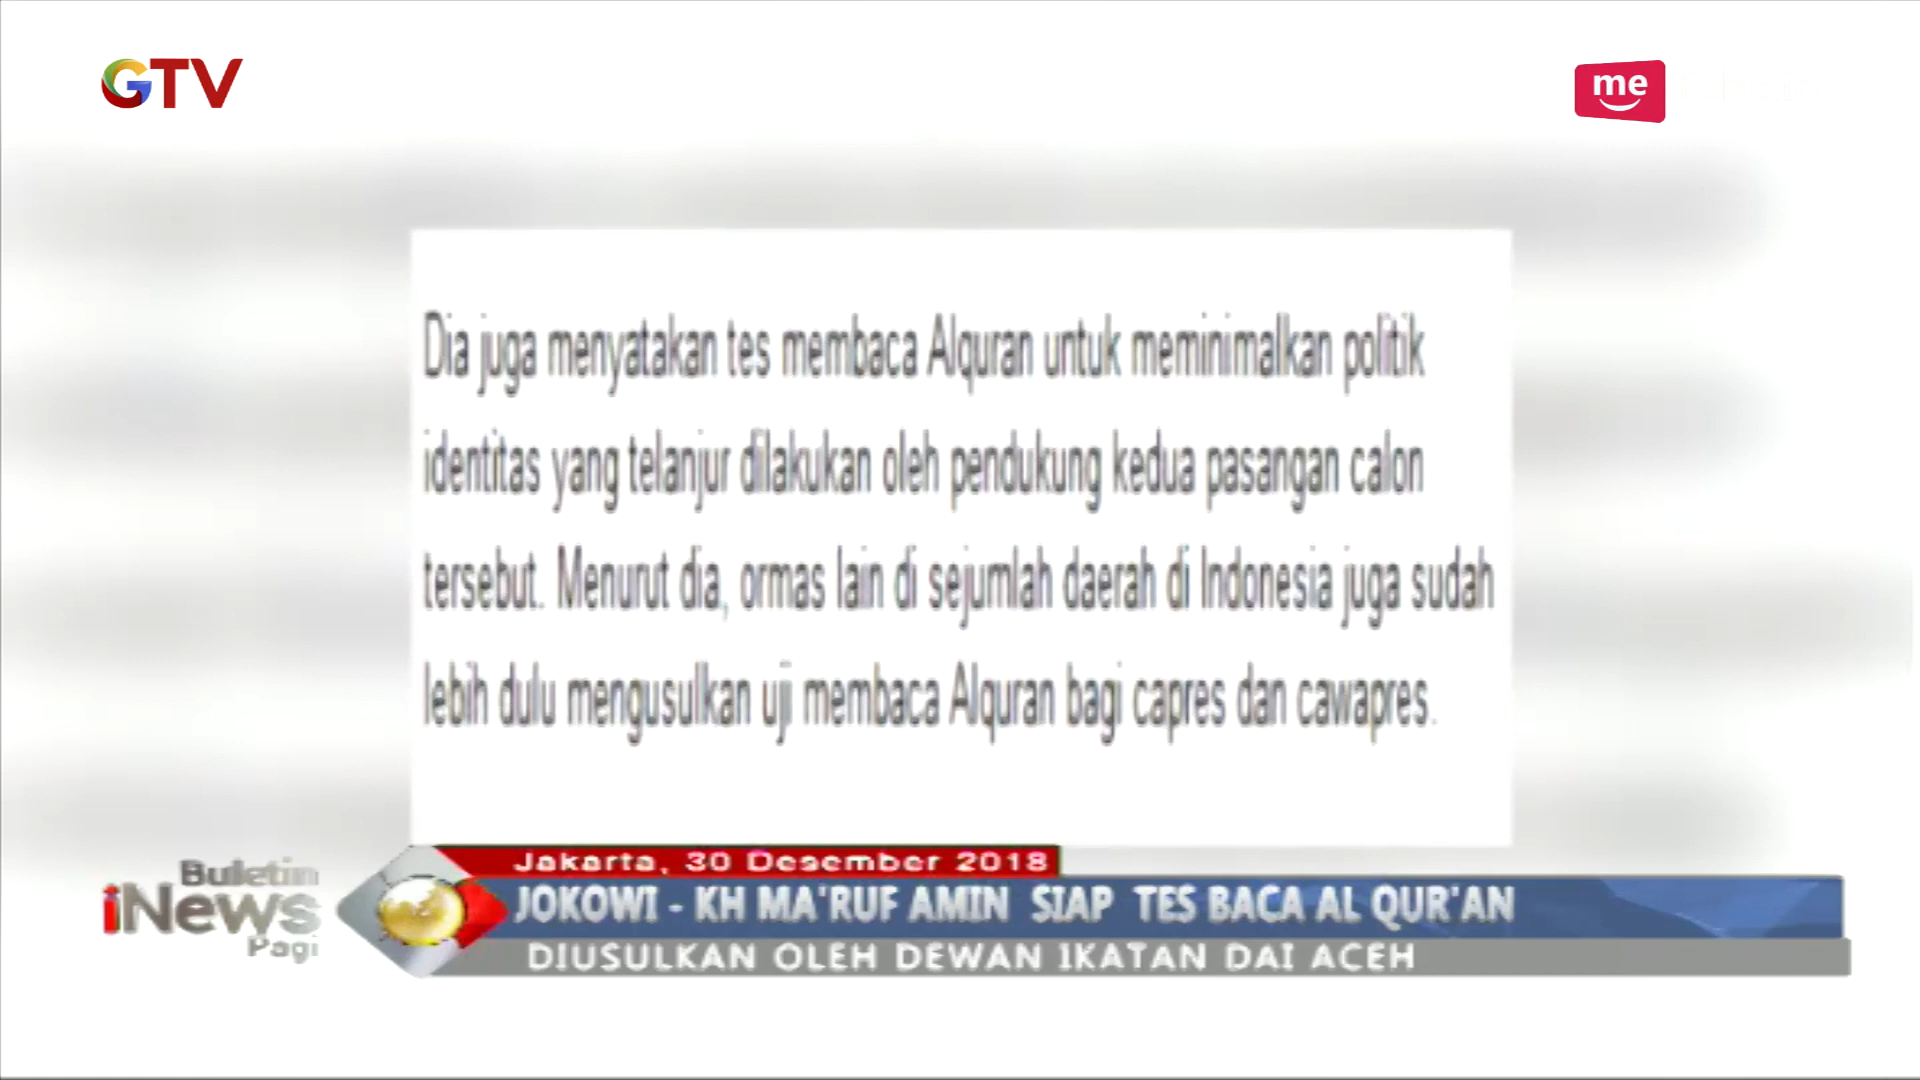 GTV
me
Dia juga menyatakan tes membaca Alquran untuk meminimalkan politik
identitas yang telanjur dilakukan oleh pendukung kedua pasangan calon
tersebut. Menurut dia, ormas lain di sejumlah daerah di Indonesia juga sudah
lebih dulu mengusulkan uji membaca Alquran bagi capres dan cawapres.
Buletin
iNews
Pagi
Jakarta, 30 Desember 2018
JOKOWI - KH MA'RUF AMIN SIAP TES BACA AL QUR'AN
DIUSULKAN OLEH DEWAN IKATAN DAI ACEH